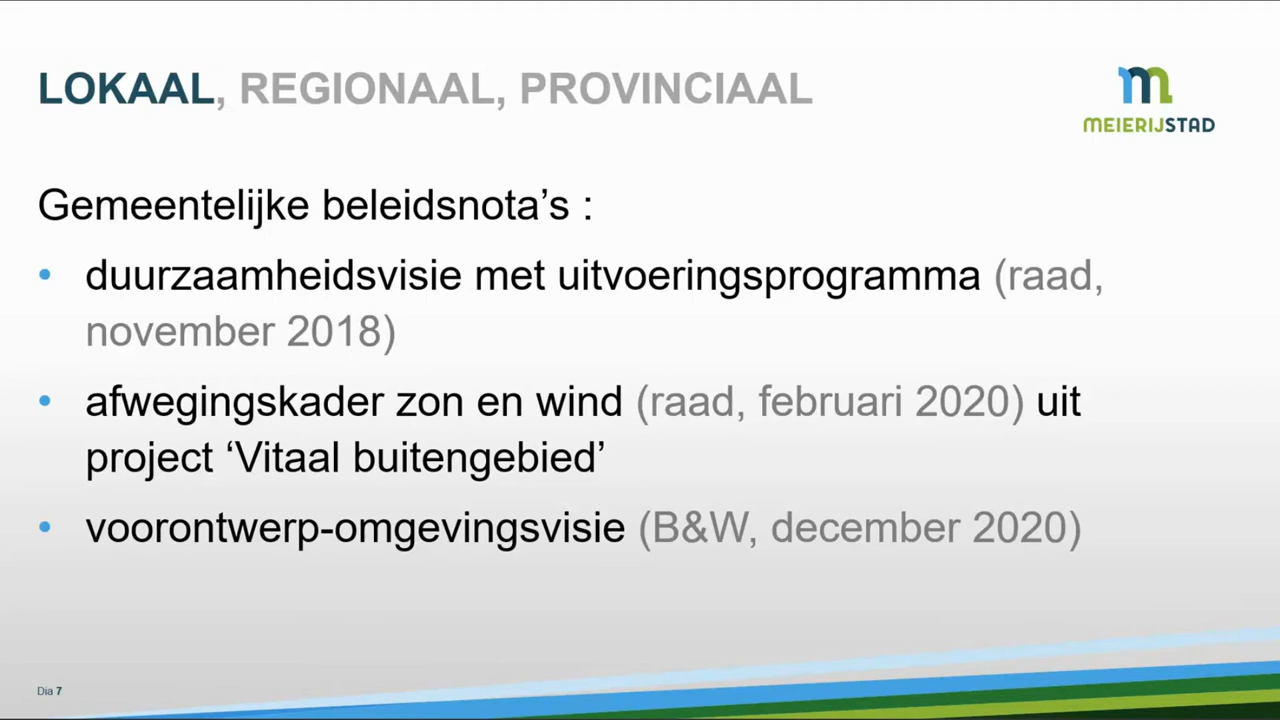 LOKAAL, REGIONAAL, PROVINCIAAL
MEIERIJSTAD
Gemeentelijke beleidsnota’s :
• duurzaamheidsvisie met uitvoeringsprogramma (raad,
november 2018)
• afwegingskader zon en wind (raad, februari 2020) uit
project ‘Vitaal buitengebied’
• voorontwerp-omgevingsvisie (B&W, december 2020)
Dia 7